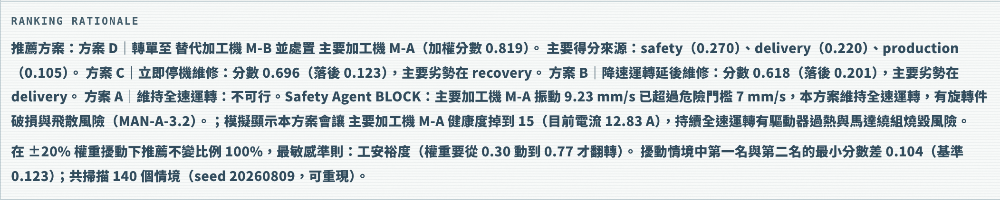 RANKING RATIONALE
推薦方案：方案 D｜轉單至 替代加工機 M-B 並處置 主要加工機 M-A（加權分數 0.819）。 主要得分來源：safety（0.270）、delivery（0.220）、production
（0.105）。 方案 C｜立即停機維修：分數 0.696（落後 0.123），主要劣勢在 recovery。 方案 B｜降速運轉延後維修：分數 0.618（落後 0.201），主要劣勢在
delivery。 方案 A｜維持全速運轉：不可行。Safety Agent BLOCK：主要加工機 M-A 振動 9.23 mm/s 已超過危險門檻 7 mm/s，本方案維持全速運轉，有旋轉件
破損與飛散風險（MAN-A-3.2）。；模擬顯示本方案會讓 主要加工機 M-A 健康度掉到 15（目前電流 12.83 A），持續全速運轉有驅動器過熱與馬達繞組燒毀風險。
在 ±20% 權重擾動下推薦不變比例 100%，最敏感準則：工安裕度（權重要從 0.30 動到 0.77 才翻轉）。 擾動情境中第一名與第二名的最小分數差 0.104（基準
0.123）；共掃描 140 個情境（seed 20260809，可重現）。